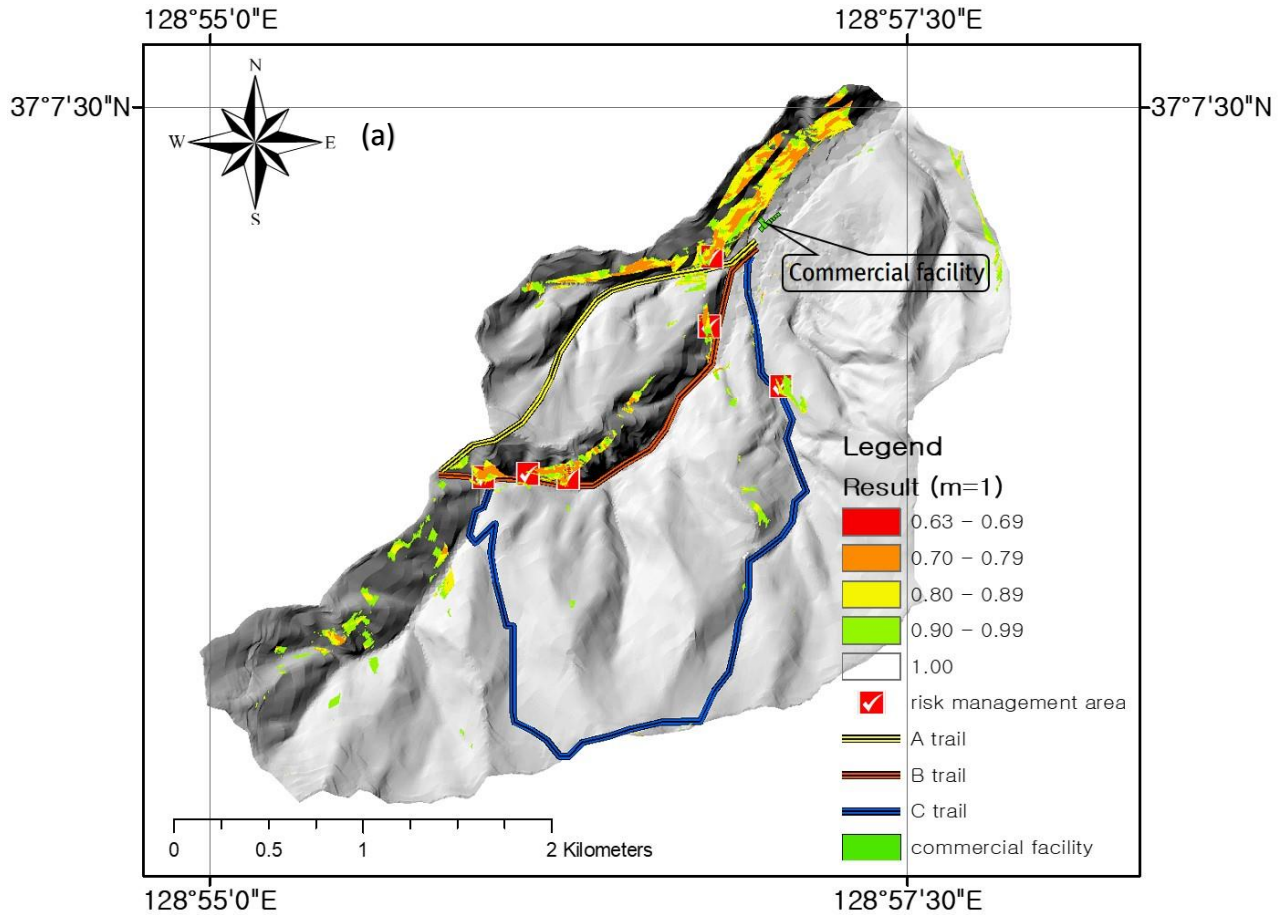 128°55'0"E
128°57'30"E
37°7'30"N
37°7'30"N
N
W
E
S
(a)
Commercial facility
Legend
Result (m=1)
0.63 - 0.69
0.70 - 0.79
0.80 - 0.89
0.90 - 0.99
1.00
risk management area
A trail
B trail
C trail
commercial facility
0 0.5 1 2 Kilometers
128°55'0"E
128°57'30"E